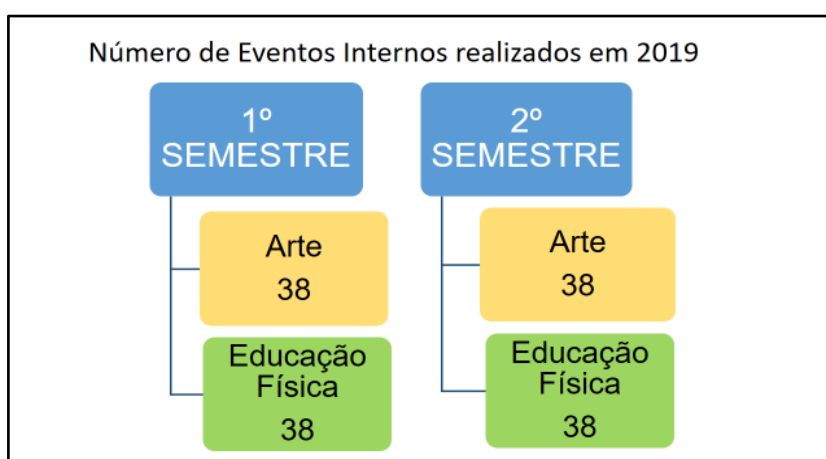 Número de Eventos Internos realizados em 2019
1º
SEMESTRE
Arte
38
Educação
Física
38
2º
SEMESTRE
Arte
38
Educação
Física
38